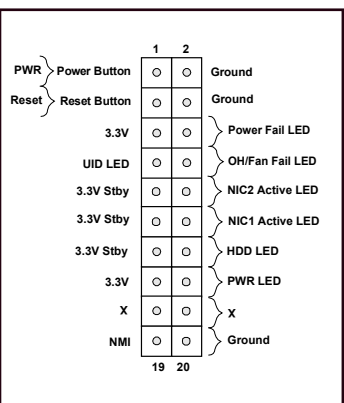 1 2
PWR Power Button Ground
Reset Reset Button Ground
3.3V Power Fail LED
UID LED OH/Fan Fail LED
3.3V Stby NIC2 Active LED
3.3V Stby NIC1 Active LED
3.3V Stby HDD LED
3.3V PWR LED
X X
NMI Ground
19 20